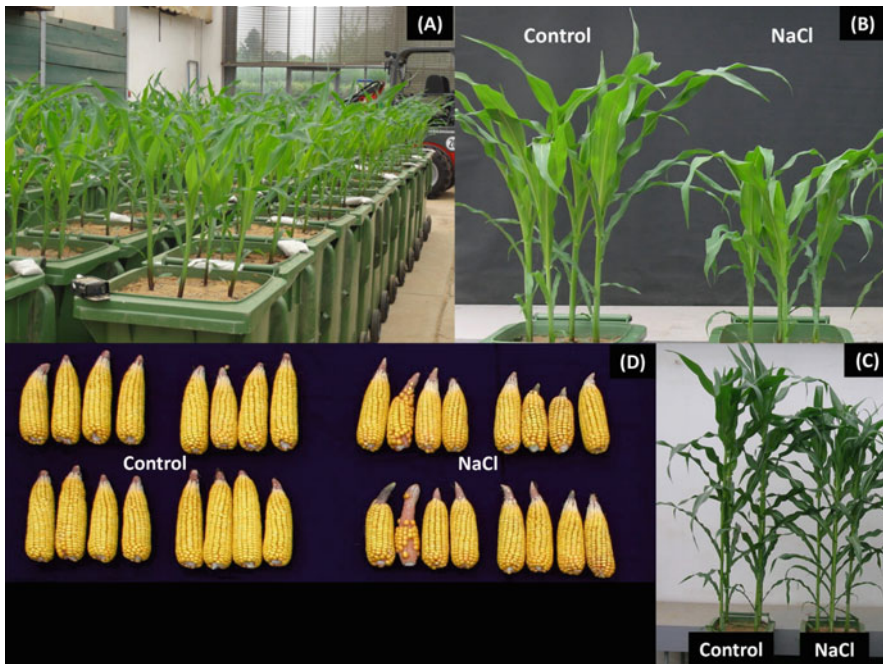 (A)
(B)
Control
NaCl
(D)
Control
NaCl
(C)
Control
NaCl